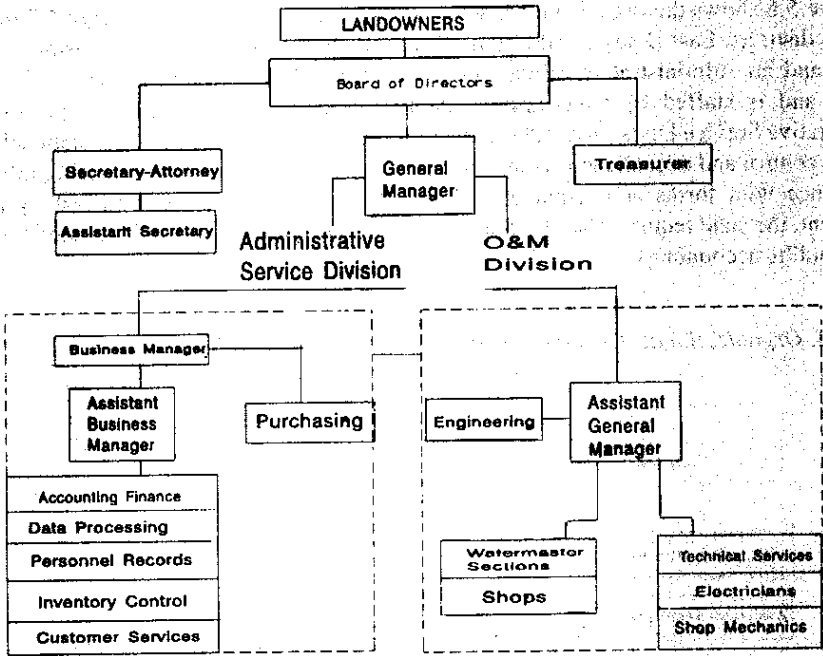 LANDOWNERS
Board of Directors
Secretary-Attorney
General
Manager
Treasurer
Assistant Secretary
Administrative
Service Division
O&M
Division
Business Manager
Assistant
Business
Manager
Purchasing
Engineering
Assistant
General
Manager
Accounting Finance
Data Processing
Personnel Records
Inventory Control
Customer Services
Watermaster
Sections
Shops
Technical Services
Electricians
Shop Mechanics